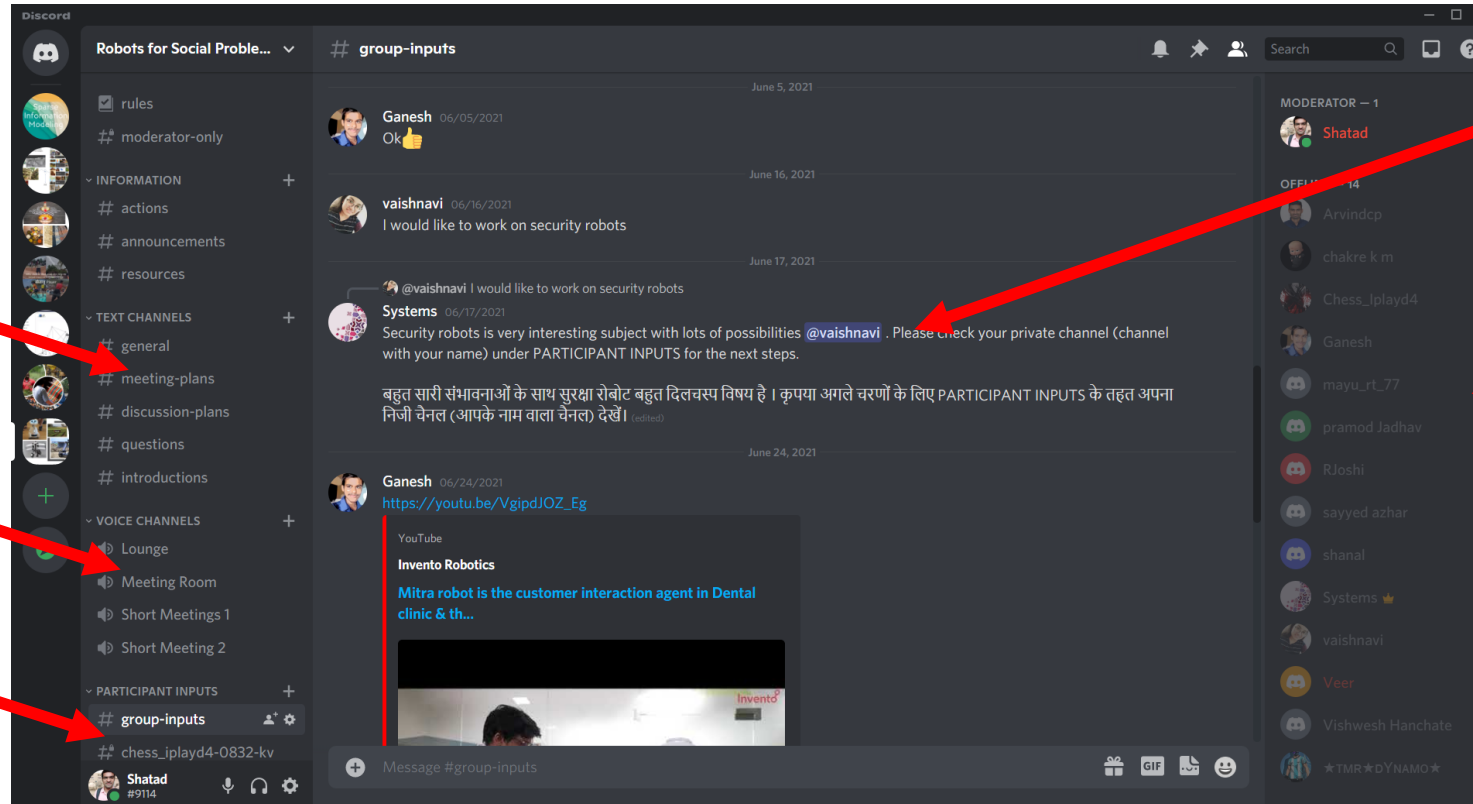 Discord
Robots for Social Proble...
rules
moderator-only
INFORMATION
actions
announcements
resources
TEXT CHANNELS
general
meeting-plans
discussion-plans
questions
introductions
VOICE CHANNELS
Lounge
Meeting Room
Short Meetings 1
Short Meeting 2
PARTICIPANT INPUTS
group-inputs
chess_iplayd4-0832-kv
Shatad
#9114
# group-inputs
Search
June 5, 2021
Ganesh 06/05/2021
Ok👍
June 16, 2021
vaishnavi 06/16/2021
I would like to work on security robots
June 17, 2021
@vaishnavi I would like to work on security robots
Systems 06/17/2021
Security robots is very interesting subject with lots of possibilities @vaishnavi . Please check your private channel (channel
with your name) under PARTICIPANT INPUTS for the next steps.
बहुत सारी संभावनाओं के साथ सुरक्षा रोबोट बहुत दिलचस्प विषय है । कृपया अगले चरणों के लिए PARTICIPANT INPUTS के तहत अपना
निजी चैनल (आपके नाम वाला चैनल) देखें। (edited)
June 24, 2021
Ganesh 06/24/2021
https://youtu.be/VgipdJOZ_Eg
YouTube
Invento Robotics
Mitra robot is the customer interaction agent in Dental
clinic & th...
Invento
Message #group-inputs
GIF
MODERATOR — 1
Shatad
14
Arvindcp
chakre k m
Chess_Iplayd4
Ganesh
mayu_rt_77
pramod Jadhav
RJoshi
sayyed azhar
shanal
Systems
vaishnavi
Veer
Vishwesh Hanchate
★TMR★DYNAMO★